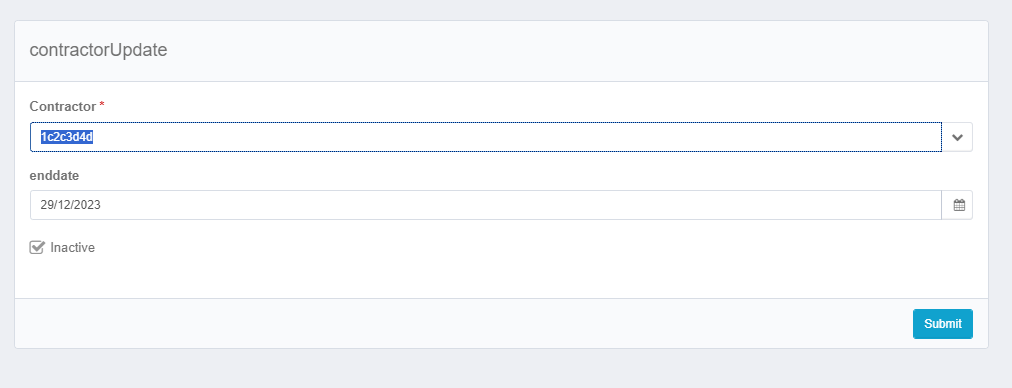 contractorUpdate
Contractor *
1c2c3d4d
enddate
29/12/2023
Inactive
Submit